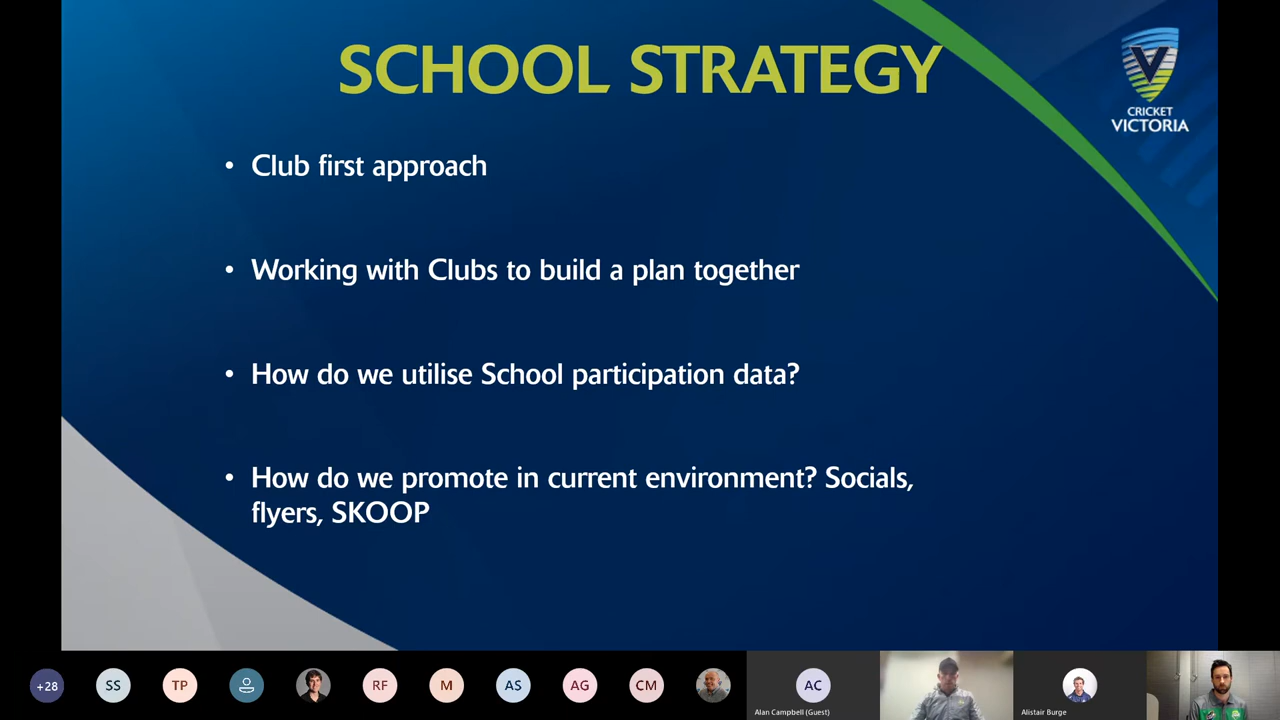 SCHOOL STRATEGY
CRICKET
VICTORIA
• Club first approach
• Working with Clubs to build a plan together
• How do we utilise School participation data?
• How do we promote in current environment? Socials,
flyers, SKOOP
+28
SS
TP
RF
M
AS
AG
CM
AC
Alan Campbell (Guest)
Alistair Burge